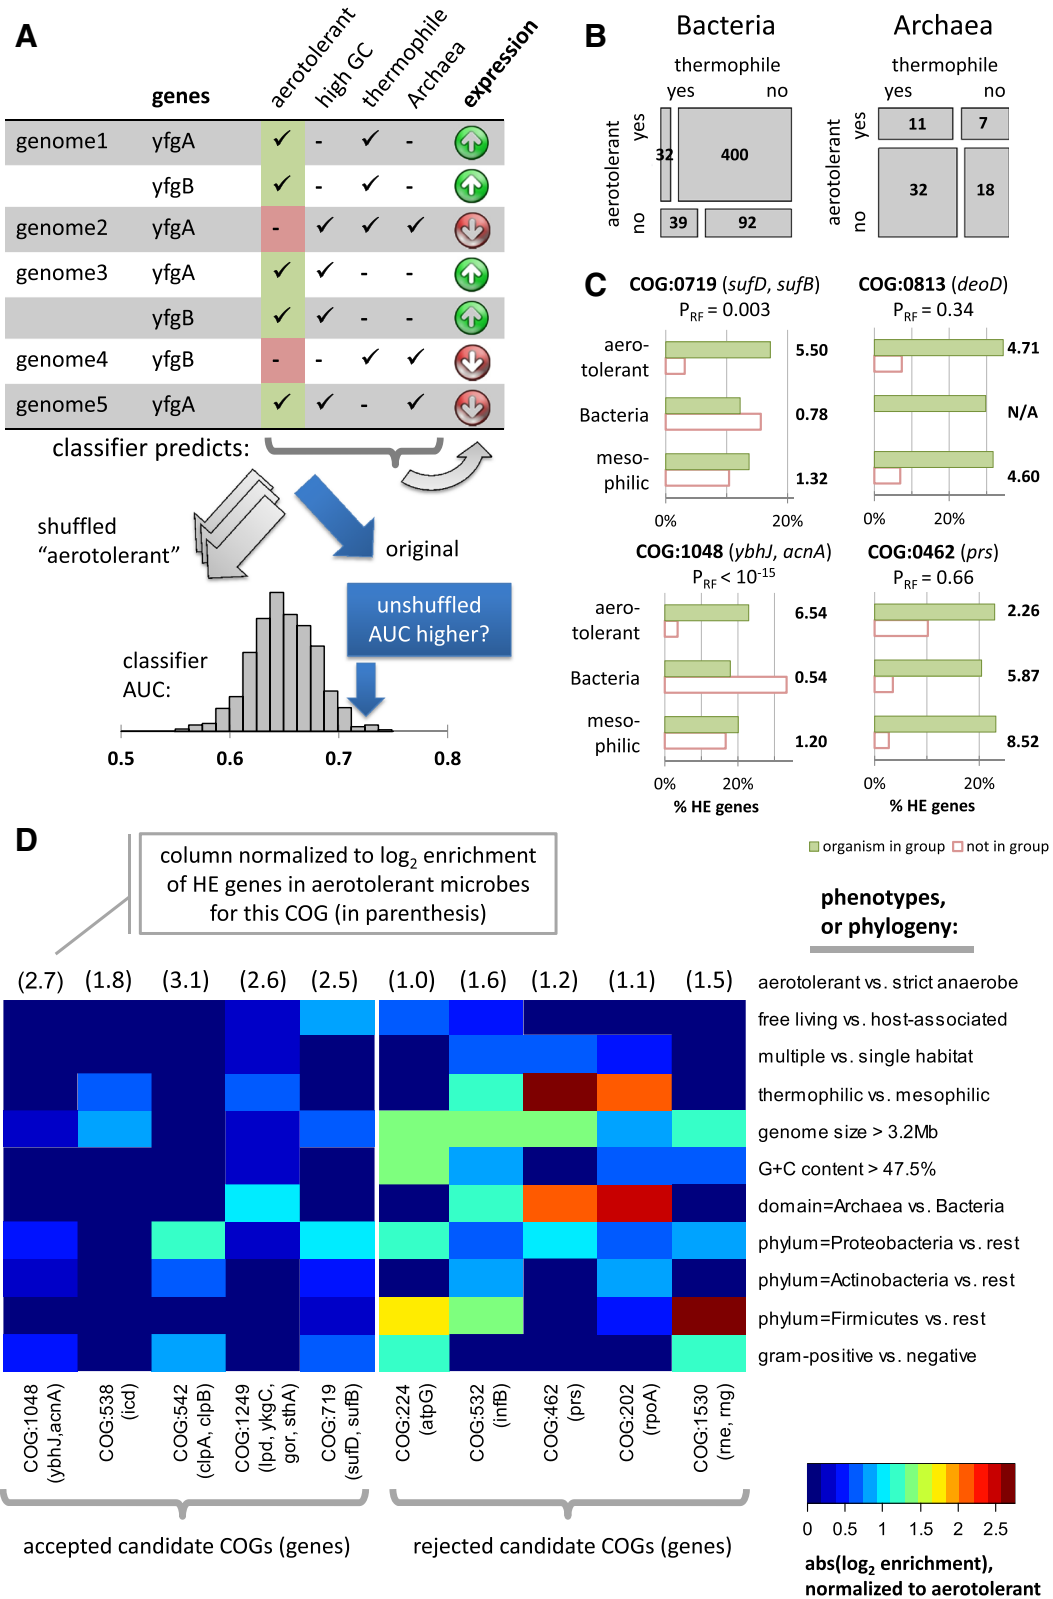 A
genes
aerotolerant
high GC
thermophile
Archaea
expression
genome1 yfgA ✓ - ✓ -
yfgB ✓ - ✓ -
genome2 yfgA - ✓ ✓ ✓
genome3 yfgA ✓ ✓ - -
yfgB ✓ ✓ - -
genome4 yfgB - - ✓ ✓
genome5 yfgA ✓ ✓ - ✓
classifier predicts:
shuffled
“aerotolerant”
original
unshuffled
AUC higher?
classifier
AUC:
0.5 0.6 0.7 0.8
B
Bacteria
thermophile
yes no
aerotolerant
yes
no
32 400
39 92
Archaea
thermophile
yes no
aerotolerant
yes
no
11 7
32 18
C
COG:0719 (sufD, sufB)
PRF = 0.003
aero-
tolerant
5.50
Bacteria
0.78
meso-
philic
1.32
0% 20%
COG:0813 (deoD)
PRF = 0.34
4.71
N/A
4.60
0% 20%
COG:1048 (ybhJ, acnA)
PRF < 10-15
aero-
tolerant
6.54
Bacteria
0.54
meso-
philic
1.20
0% 20%
% HE genes
COG:0462 (prs)
PRF = 0.66
2.26
5.87
8.52
0% 20%
% HE genes
organism in group not in group
D
column normalized to log2 enrichment
of HE genes in aerotolerant microbes
for this COG (in parenthesis)
phenotypes,
or phylogeny:
(2.7) (1.8) (3.1) (2.6) (2.5) (1.0) (1.6) (1.2) (1.1) (1.5)
aerotolerant vs. strict anaerobe
free living vs. host-associated
multiple vs. single habitat
thermophilic vs. mesophilic
genome size > 3.2Mb
G+C content > 47.5%
domain=Archaea vs. Bacteria
phylum=Proteobacteria vs. rest
phylum=Actinobacteria vs. rest
phylum=Firmicutes vs. rest
gram-positive vs. negative
COG:1048
(ybhJ,acnA)
COG:538
(icd)
COG:542
(clpA, clpB)
COG:1249
(lpd, ykgC,
gor, sthA)
COG:719
(sufD, sufB)
COG:224
(atpG)
COG:532
(infB)
COG:462
(prs)
COG:202
(rpoA)
COG:1530
(rne, rng)
accepted candidate COGs (genes)
rejected candidate COGs (genes)
0 0.5 1 1.5 2 2.5
abs(log2 enrichment),
normalized to aerotolerant